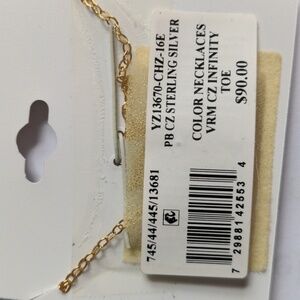 YZ13670-CHZ-16E
PB CZ STERLING SILVER
COLOR NECKLACES
VRM CZ INFINITY
TOE
$90.00
745/44/445/13681
7 29881 42553 4